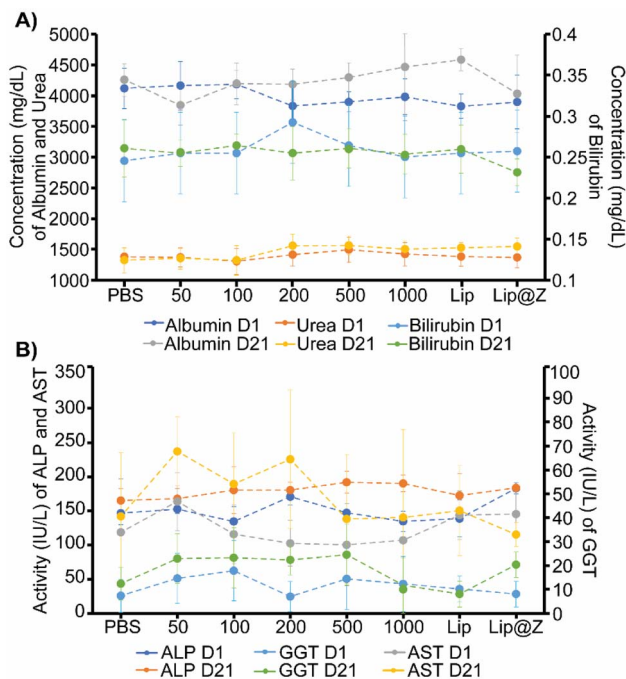 A)
Concentration (mg/dL)
of Albumin and Urea
5000
4500
4000
3500
3000
2500
2000
1500
1000
0.4
0.35
0.3
0.25
0.2
0.15
0.1
Concentration (mg/dL)
of Bilirubin
PBS 50 100 200 500 1000 Lip Lip@Z
Albumin D1 Urea D1 Bilirubin D1
Albumin D21 Urea D21 Bilirubin D21
B)
Activity (IU/L) of ALP and AST
350
300
250
200
150
100
50
0
100
90
80
70
60
50
40
30
20
10
0
Activity (IU/L) of GGT
PBS 50 100 200 500 1000 Lip Lip@Z
ALP D1 GGT D1 AST D1
ALP D21 GGT D21 AST D21